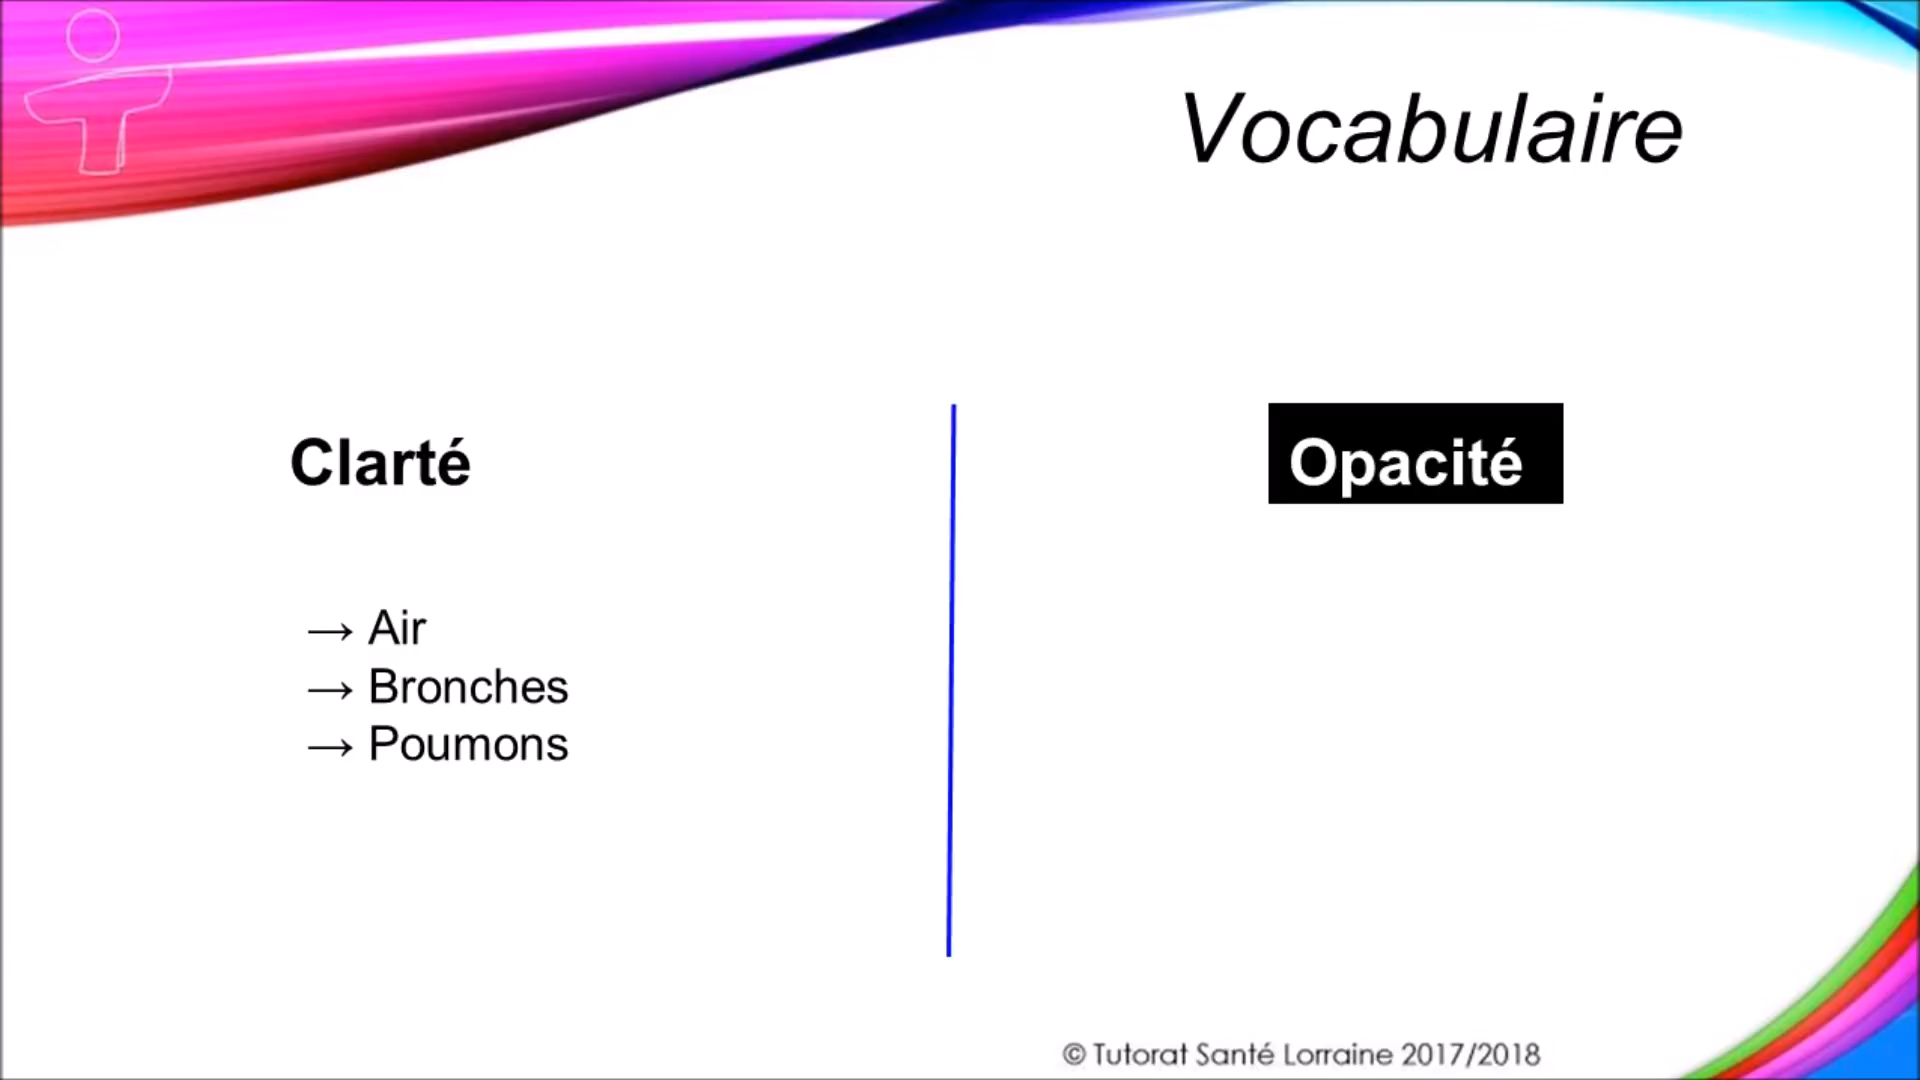 Vocabulaire
Clarté
→ Air
→ Bronches
→ Poumons
Opacité
© Tutorat Santé Lorraine 2017/2018